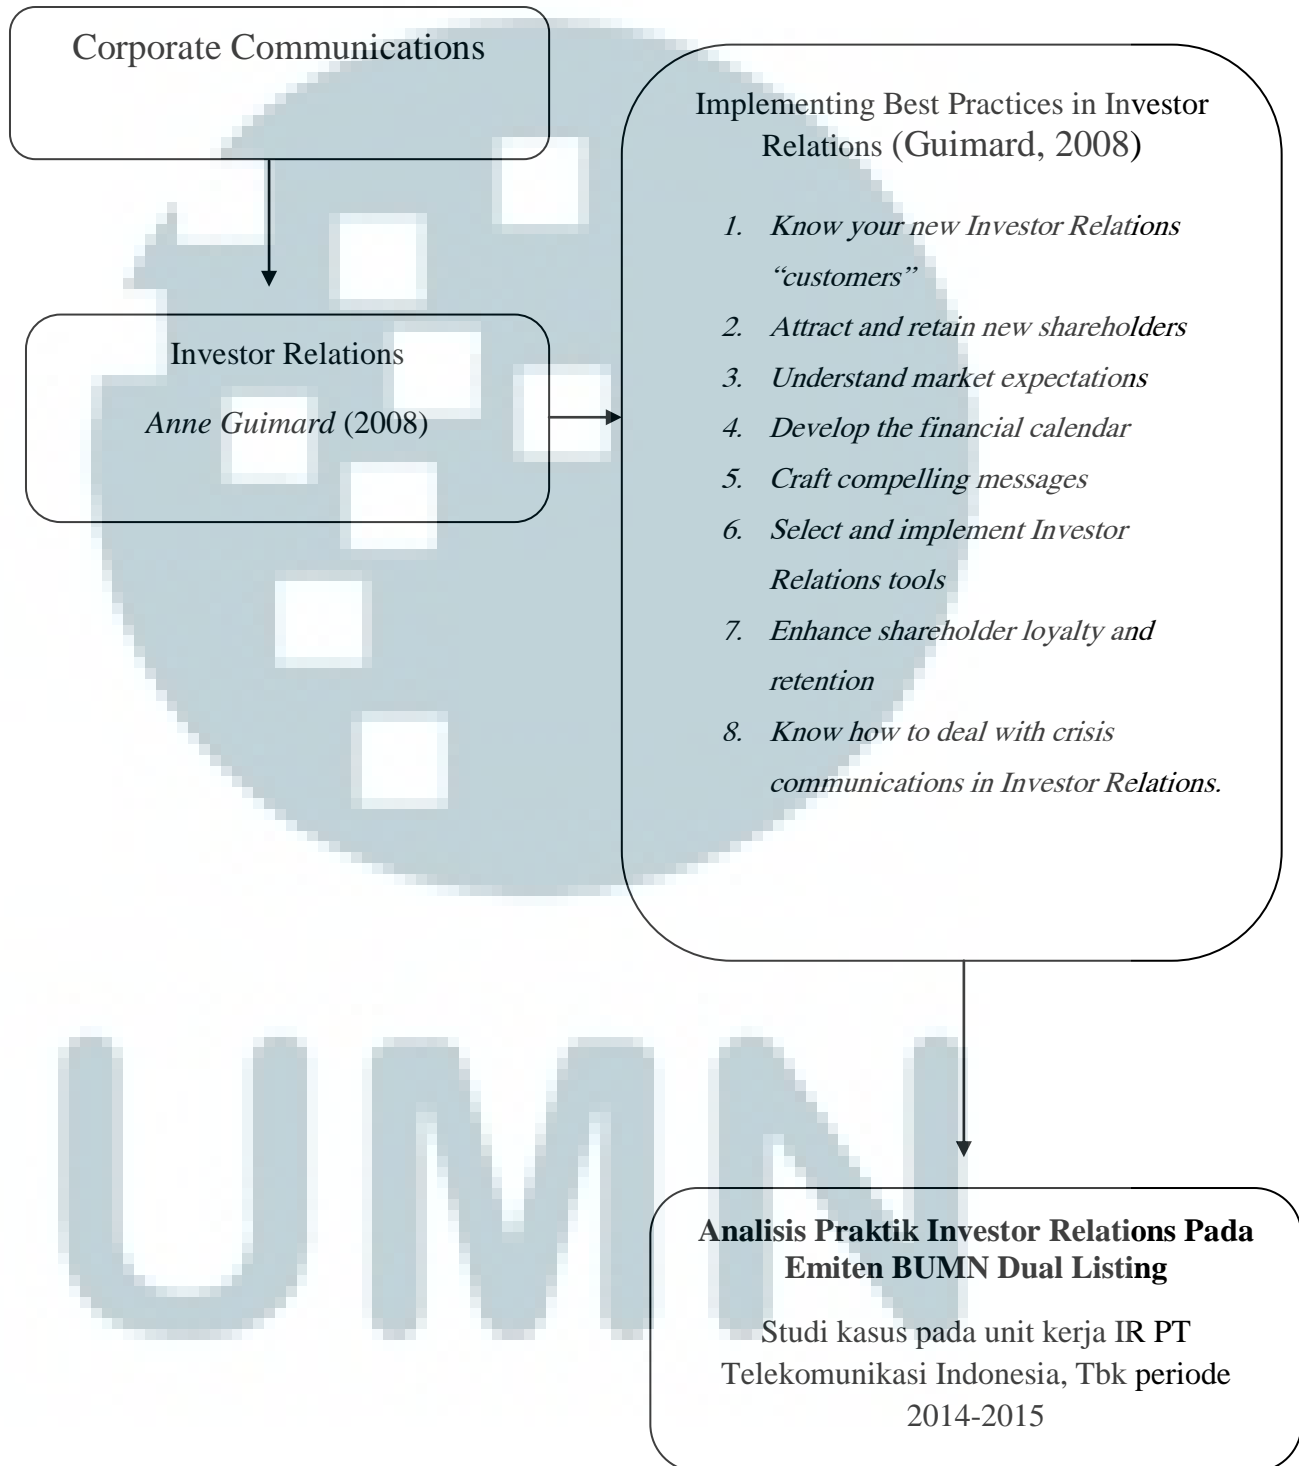 Corporate Communications
Investor Relations
Anne Guimard (2008)
Implementing Best Practices in Investor
Relations (Guimard, 2008)
1. Know your new Investor Relations
“customers”
2. Attract and retain new shareholders
3. Understand market expectations
4. Develop the financial calendar
5. Craft compelling messages
6. Select and implement Investor
Relations tools
7. Enhance shareholder loyalty and
retention
8. Know how to deal with crisis
communications in Investor Relations.
UMN
Analisis Praktik Investor Relations Pada
Emiten BUMN Dual Listing
Studi kasus pada unit kerja IR PT
Telekomunikasi Indonesia, Tbk periode
2014-2015